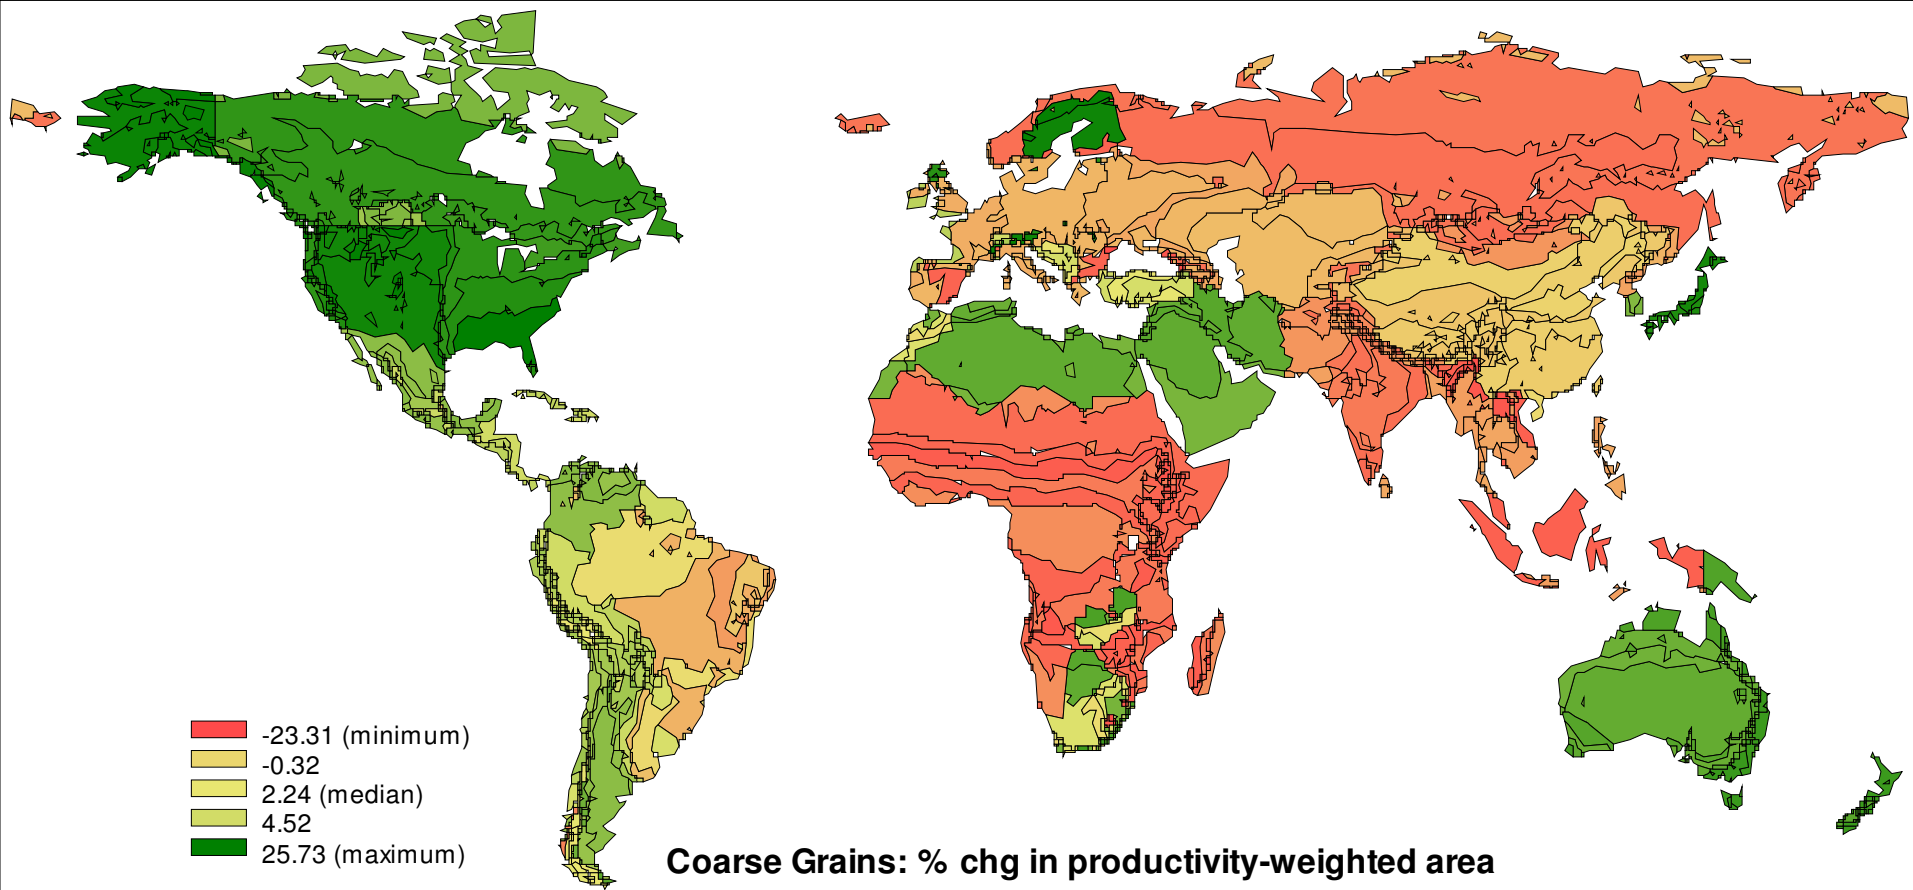 -23.31 (minimum)
-0.32
2.24 (median)
4.52
25.73 (maximum)
Coarse Grains: % chg in productivity-weighted area